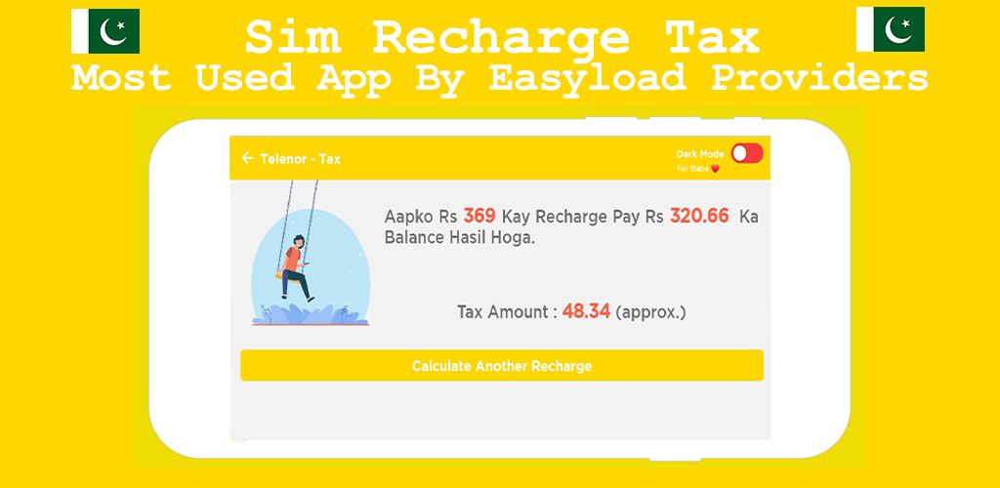 Sim Recharge Tax
Most Used App By Easyload Providers
Telenor - Tax
Dark Mode
For Baba ❤️
Aapko Rs 369 Kay Recharge Pay Rs 320.66 Ka
Balance Hasil Hoga.
Tax Amount : 48.34 (approx.)
Calculate Another Recharge